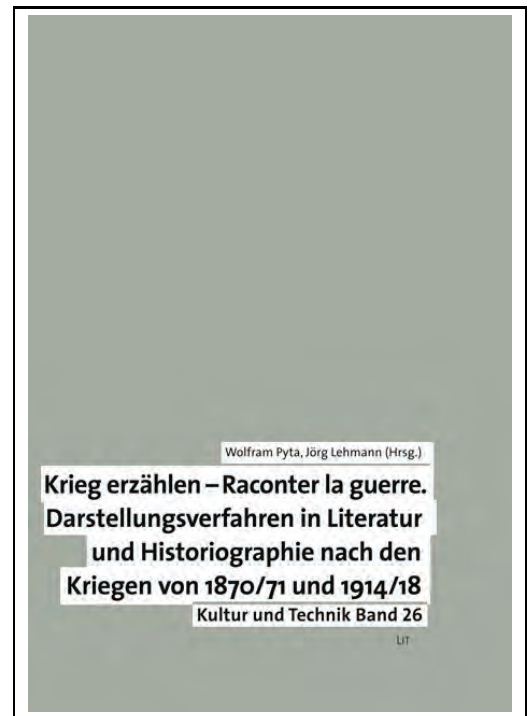 Wolfram Pyta, Jörg Lehmann (Hrsg.)
Krieg erzählen – Raconter la guerre.
Darstellungsverfahren in Literatur
und Historiographie nach den
Kriegen von 1870/71 und 1914/18
Kultur und Technik Band 26
LIT